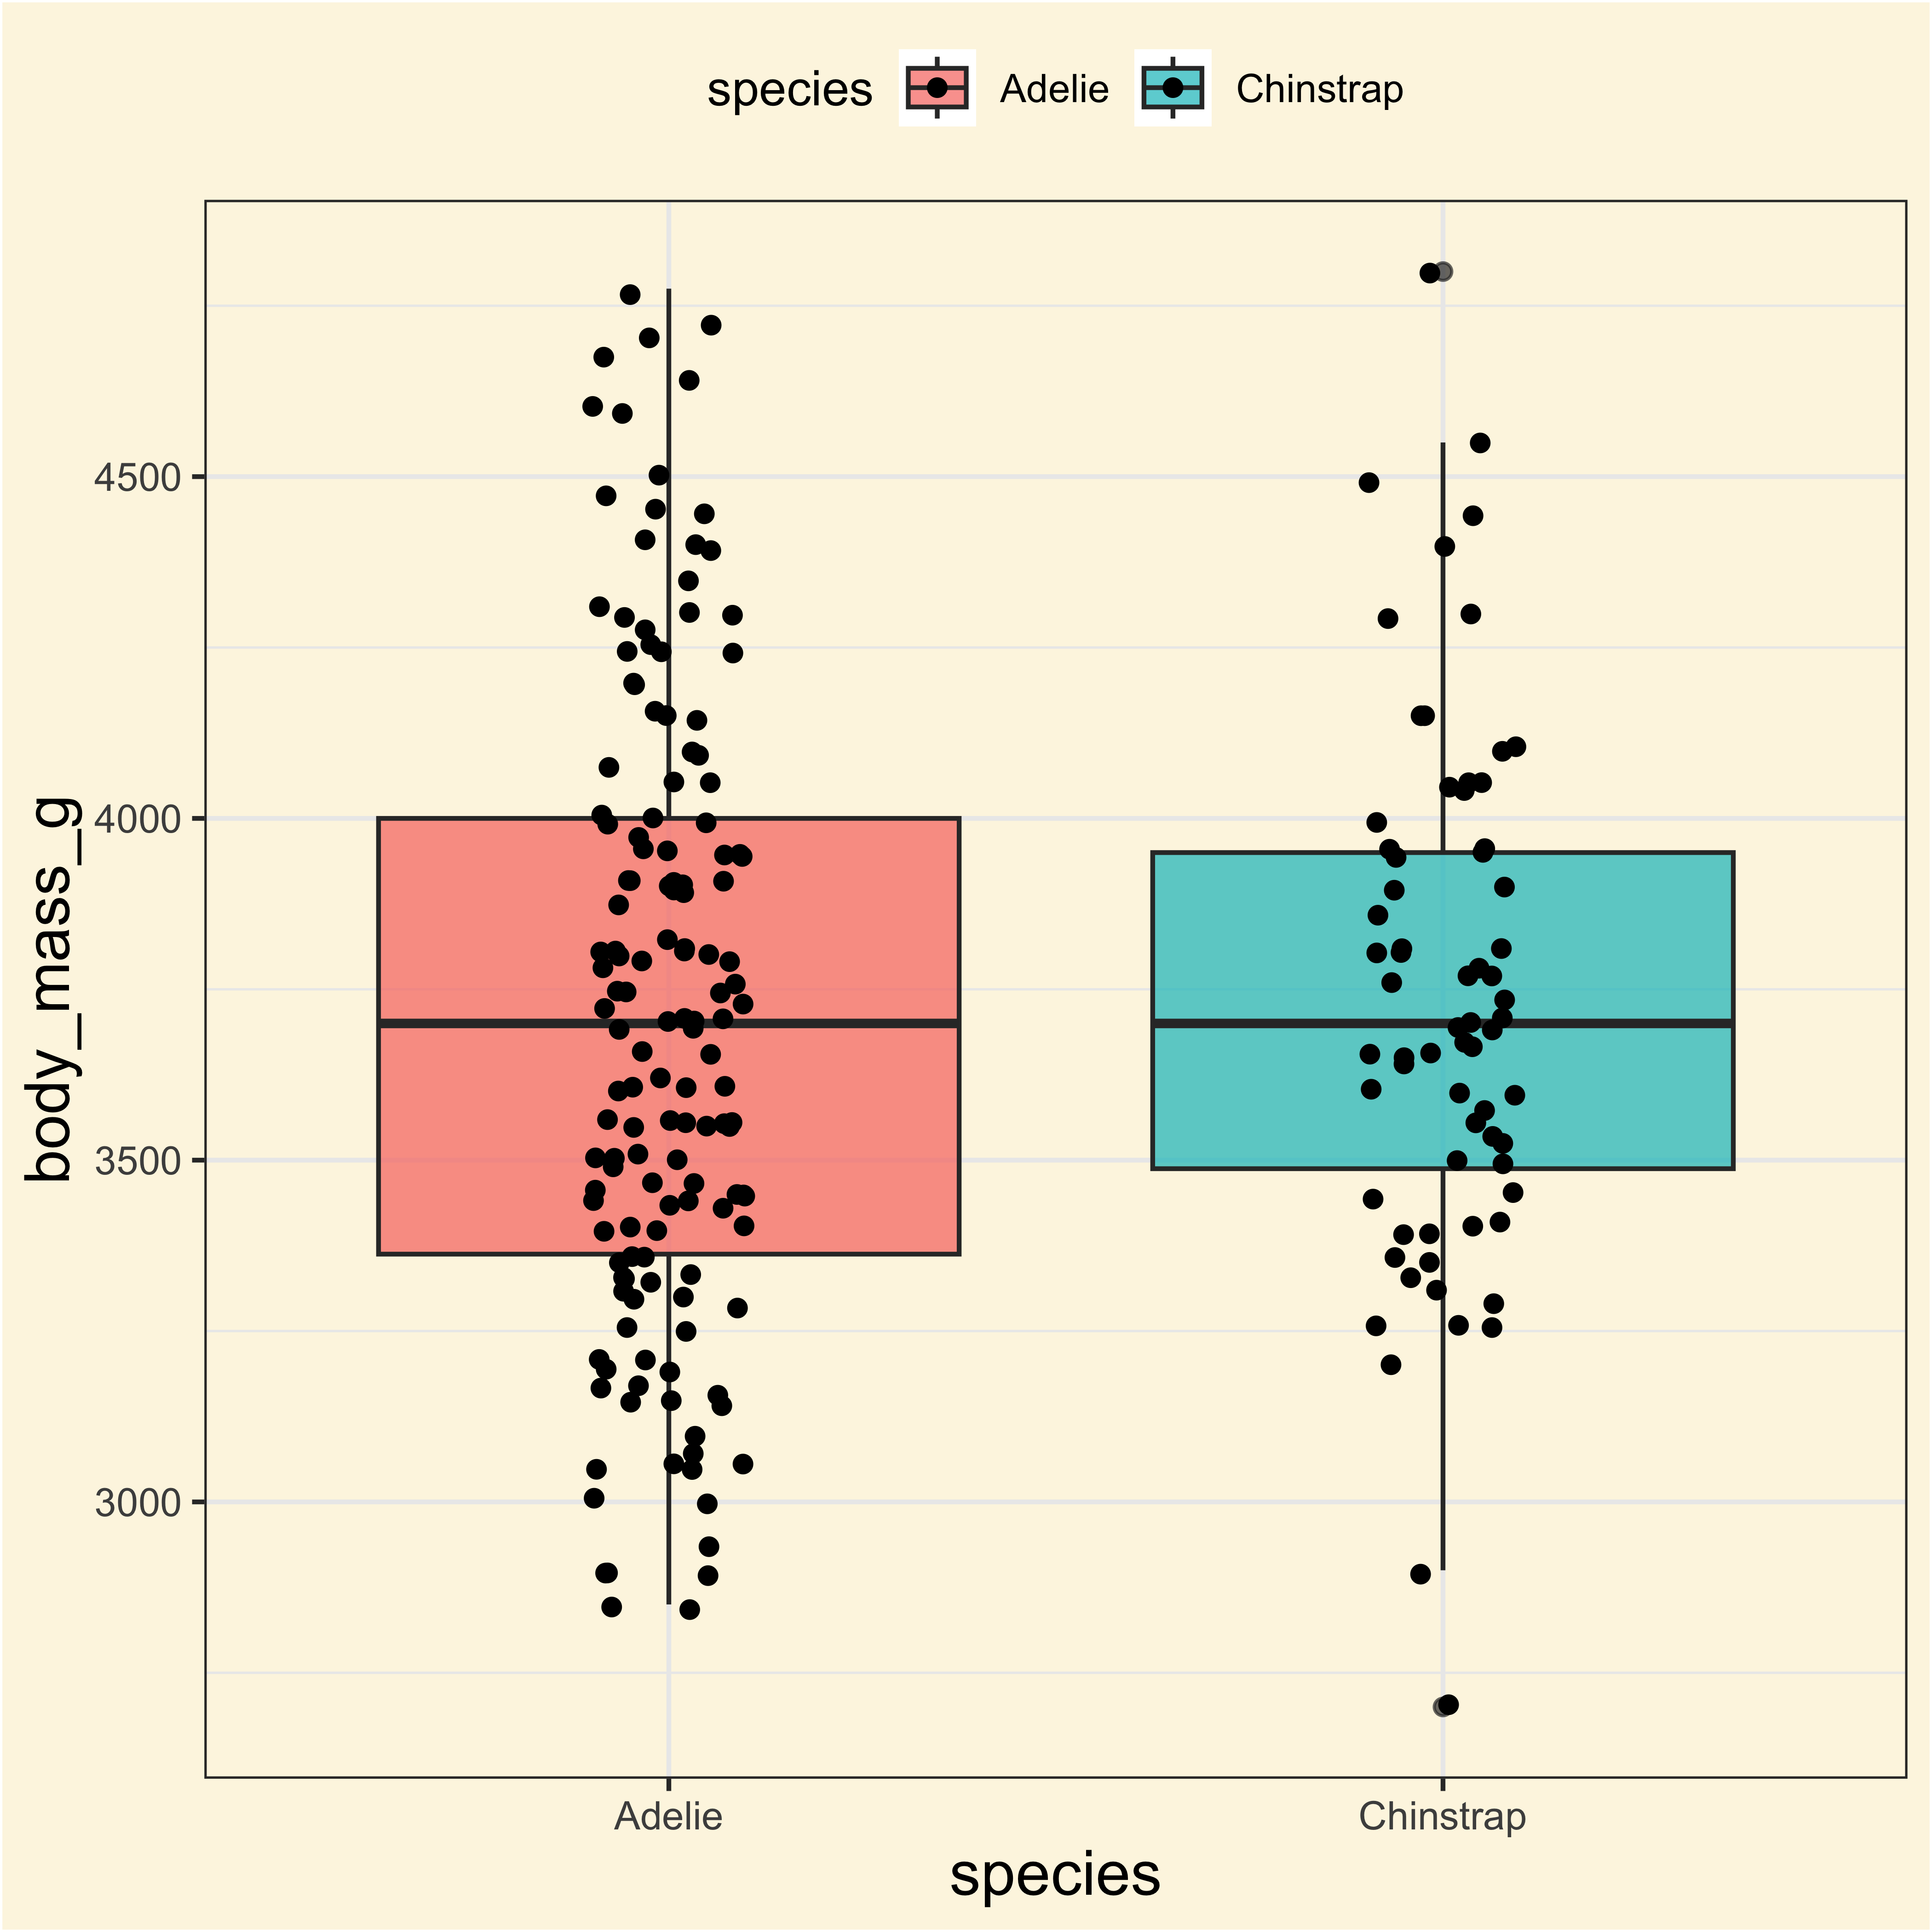 species Adelie Chinstrap
body_mass_g
4500
4000
3500
3000
Adelie Chinstrap
species